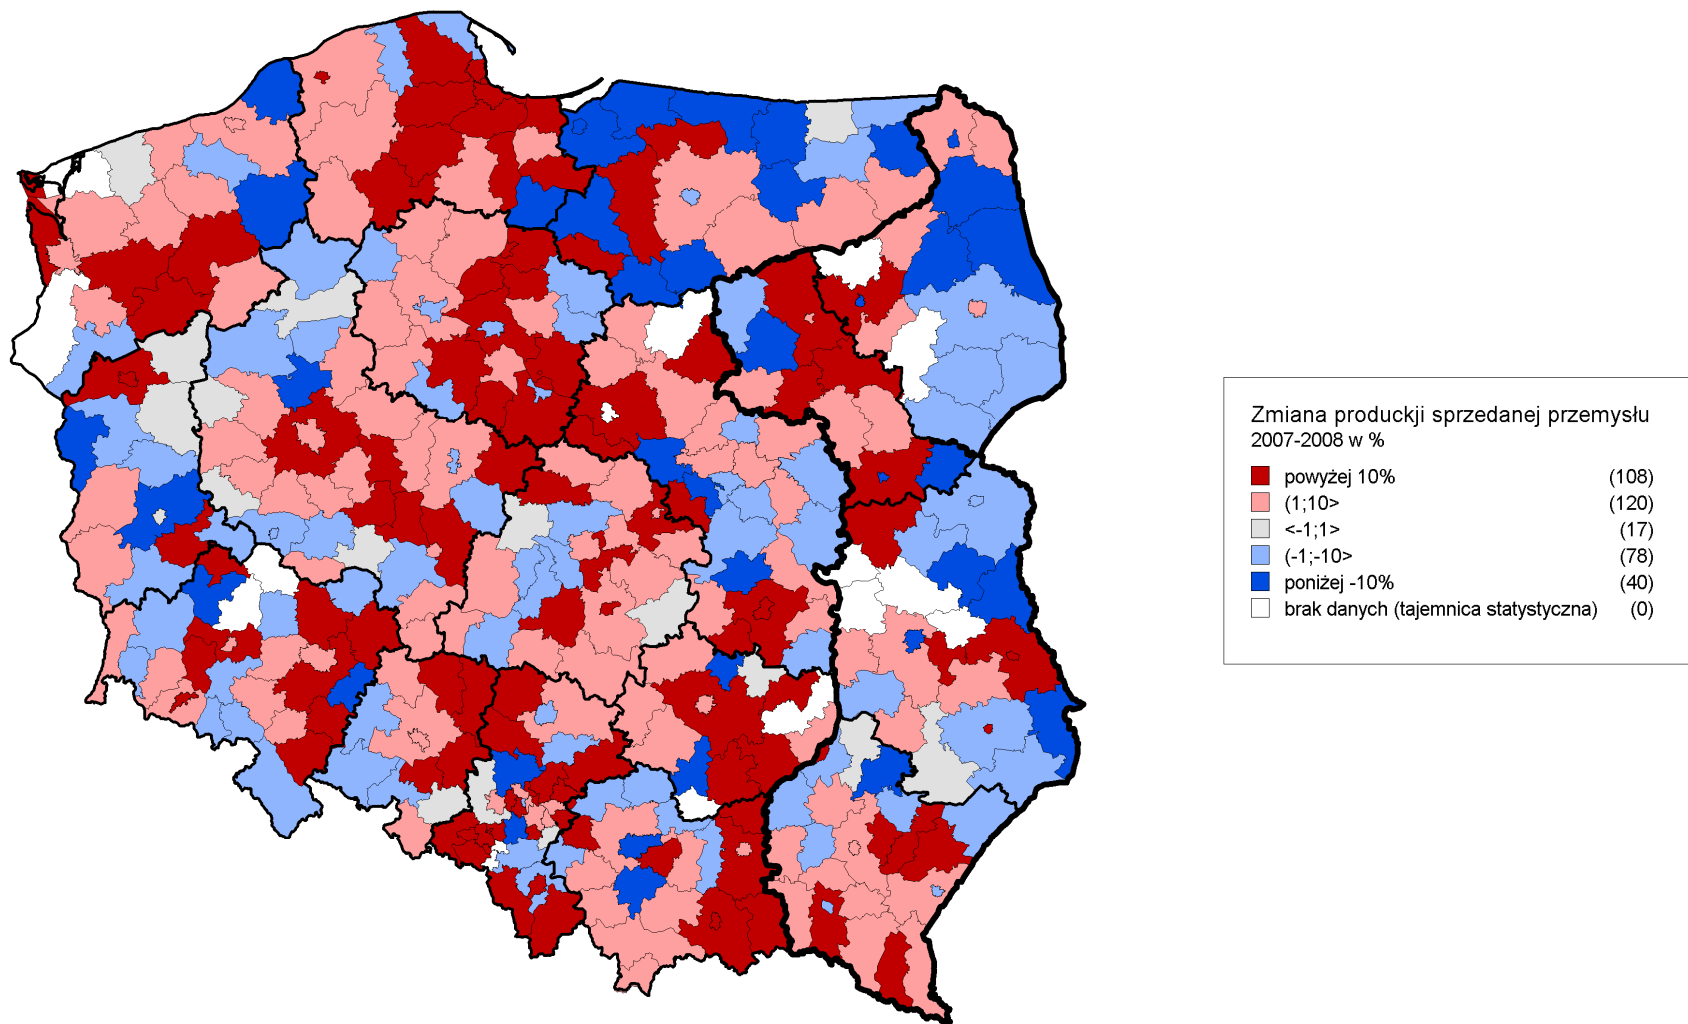 Zmiana produckji sprzedanej przemysłu
2007-2008 w %
powyżej 10% (108)
(1;10> (120)
<-1;1> (17)
(-1;-10> (78)
poniżej -10% (40)
brak danych (tajemnica statystyczna) (0)